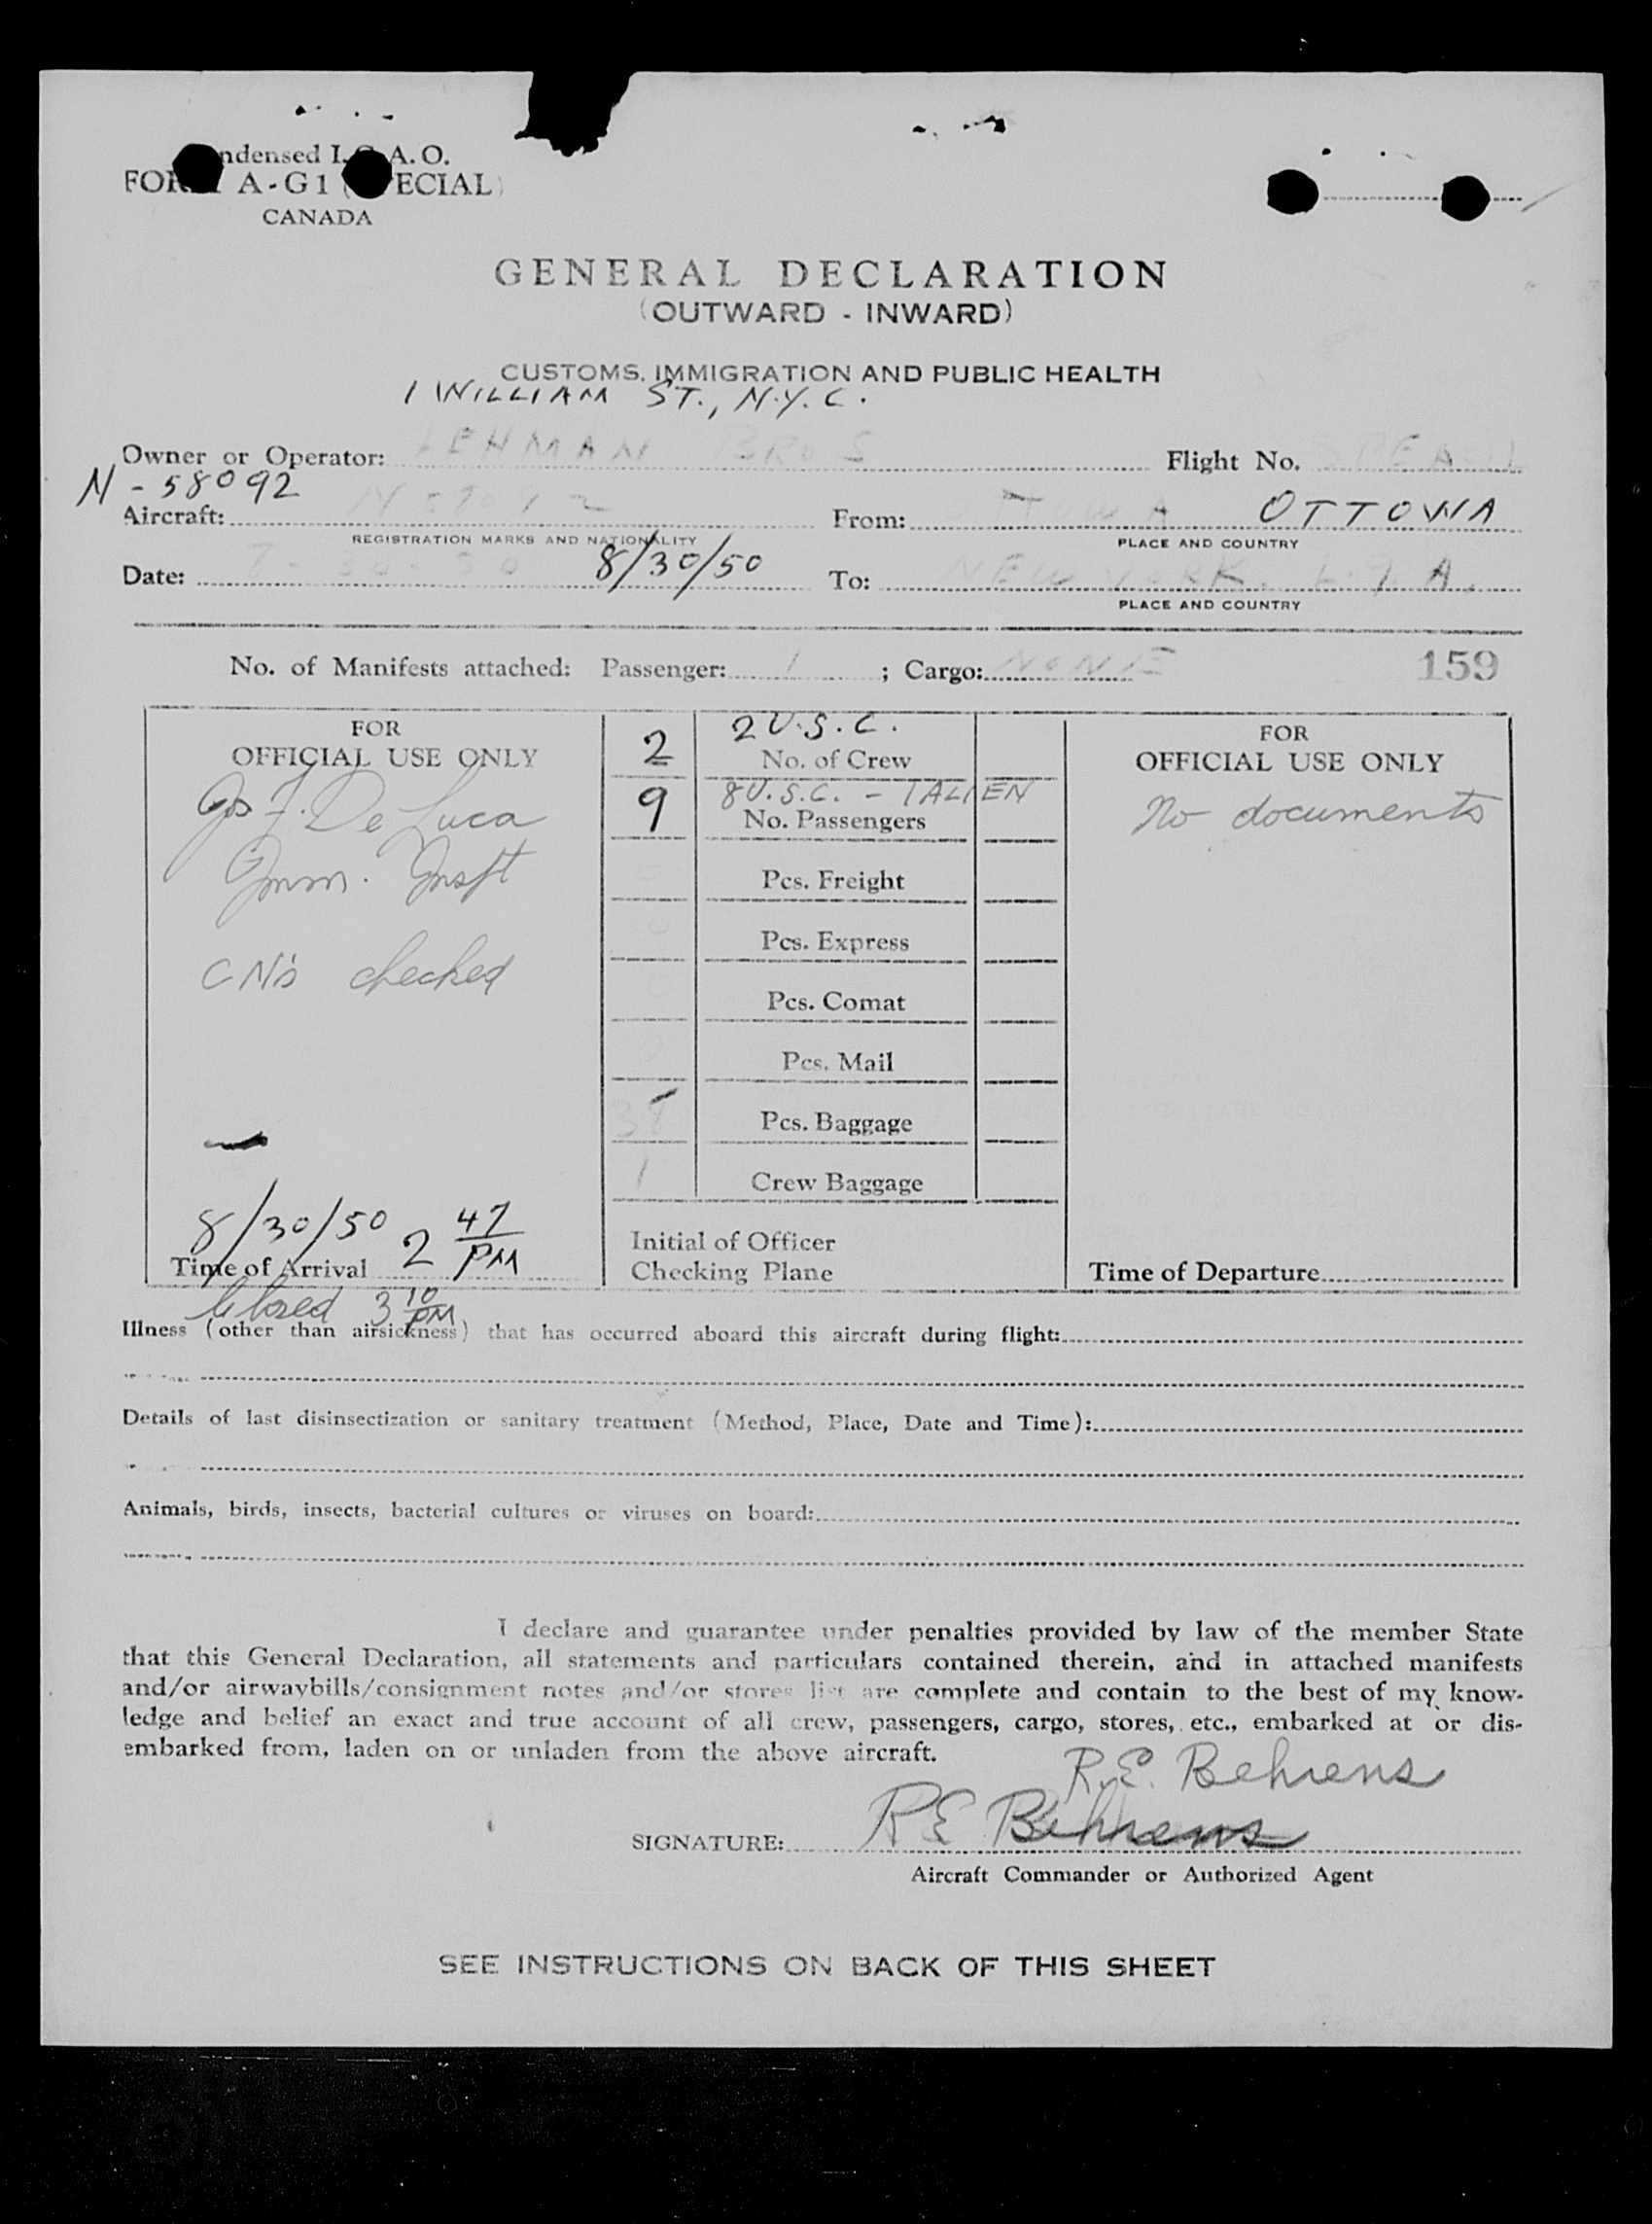 ndensed I. A. O.
A-G1 ECIAL)
CANADA
GENERAL DECLARATION
(OUTWARD - INWARD)
CUSTOMS, IMMIGRATION AND PUBLIC HEALTH
1 WILLIAM ST., N.Y.C.
Owner or Operator: LEHMAN BROS Flight No.
N-58092
Aircraft: From: OTTOWA
REGISTRATION MARKS AND NATIONALITY PLACE AND COUNTRY
Date: 8/30/50 To: NEW YORK
PLACE AND COUNTRY
No. of Manifests attached: Passenger: 1 ; Cargo: NONE 159
FOR
OFFICIAL USE ONLY
Jos F. De Luca
Imm. Inspt
CN's checked
8/30/50 2 47 PM
Time of Arrival
Closed 3 10 PM
2 2 U.S.C.
No. of Crew
9 8 U.S.C. - 1 ALIEN
No. Passengers
Pcs. Freight
Pcs. Express
Pcs. Comat
Pcs. Mail
Pcs. Baggage
1 Crew Baggage
Initial of Officer
Checking Plane
FOR
OFFICIAL USE ONLY
No documents
Time of Departure
Illness (other than airsickness) that has occurred aboard this aircraft during flight:
Details of last disinsectization or sanitary treatment (Method, Place, Date and Time):
Animals, birds, insects, bacterial cultures or viruses on board:
I declare and guarantee under penalties provided by law of the member State
that this General Declaration, all statements and particulars contained therein, and in attached manifests
and/or airwaybills/consignment notes and/or stores list are complete and contain to the best of my know-
ledge and belief an exact and true account of all crew, passengers, cargo, stores, etc., embarked at or dis-
embarked from, laden on or unladen from the above aircraft.
R.E. Behrens
SIGNATURE: RE Behrens
Aircraft Commander or Authorized Agent
SEE INSTRUCTIONS ON BACK OF THIS SHEET